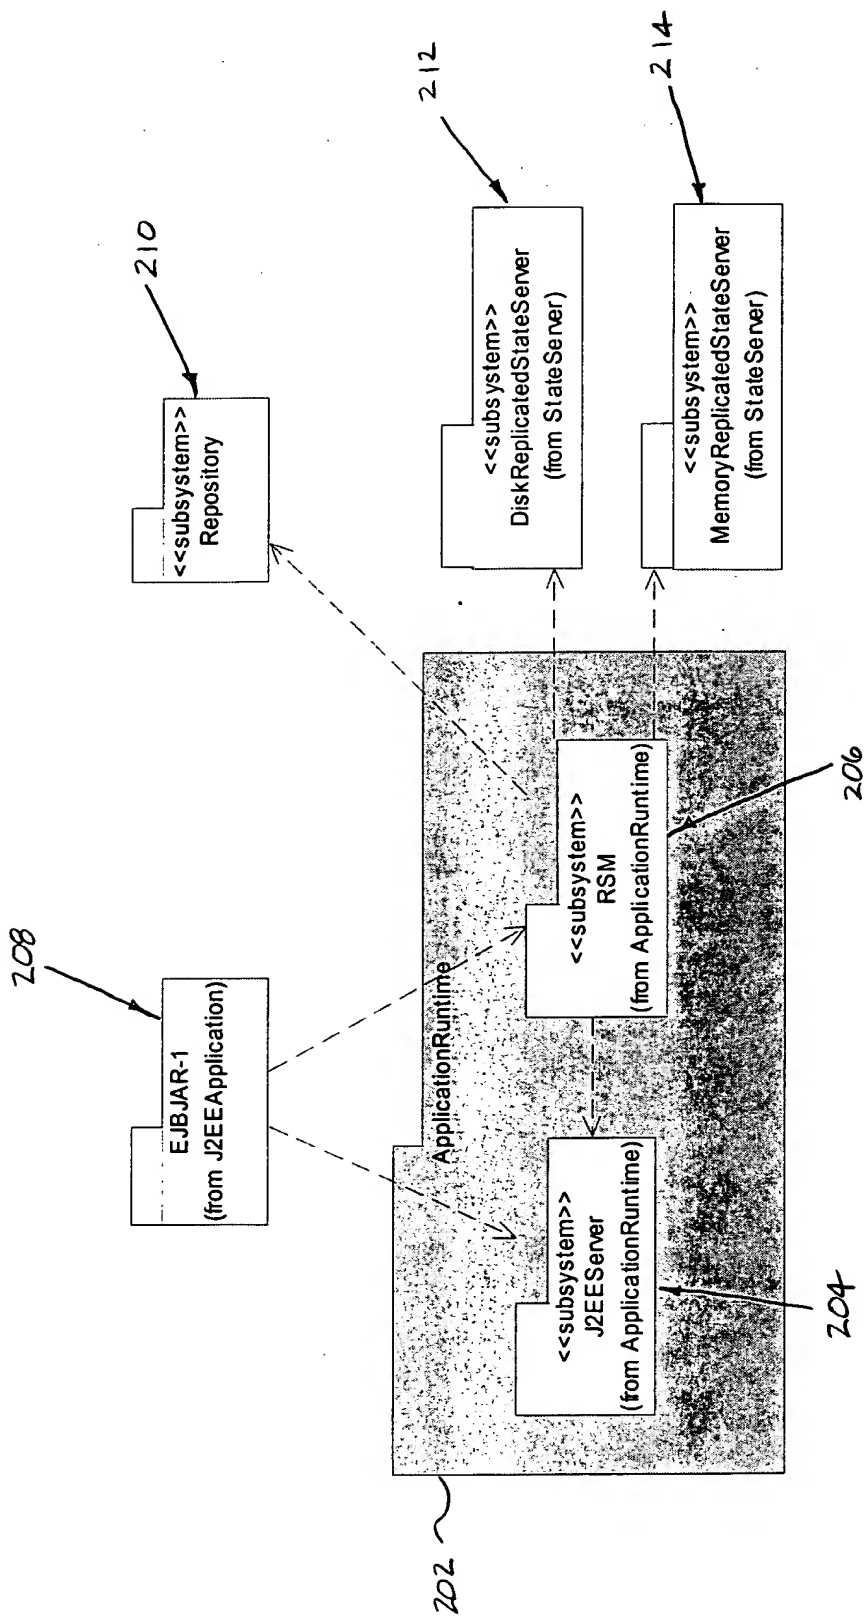 208
EJBJAR-1
(from J2EEApplication)
210
<<subsystem>>
Repository
202
ApplicationRuntime
<<subsystem>>
J2EEServer
(from ApplicationRuntime)
204
<<subsystem>>
RSM
(from ApplicationRuntime)
206
<<subsystem>>
DiskReplicatedStateServer
(from StateServer)
212
<<subsystem>>
MemoryReplicatedStateServer
(from StateServer)
214